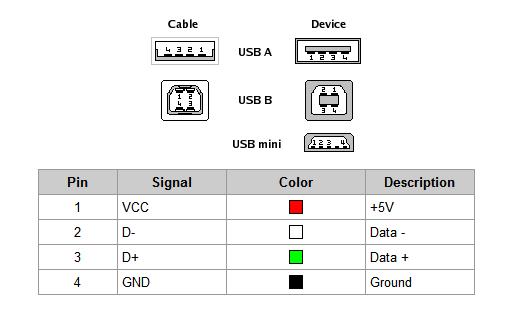 Cable Device
4 3 2 1 USB A 1 2 3 4
1 2 USB B 2 1
4 3 3 4
USB mini 1 2 3 4
Pin Signal Color Description
1 VCC +5V
2 D- Data -
3 D+ Data +
4 GND Ground